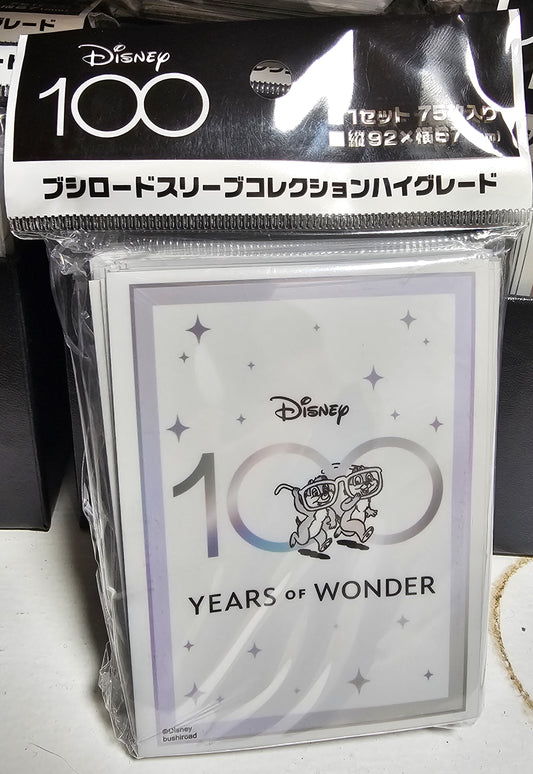 Disney
100
■1セット 75枚入り
■縦92×横67(mm)
ブシロードスリーブコレクションハイグレード
Disney
100
YEARS OF WONDER
©Disney
bushiroad